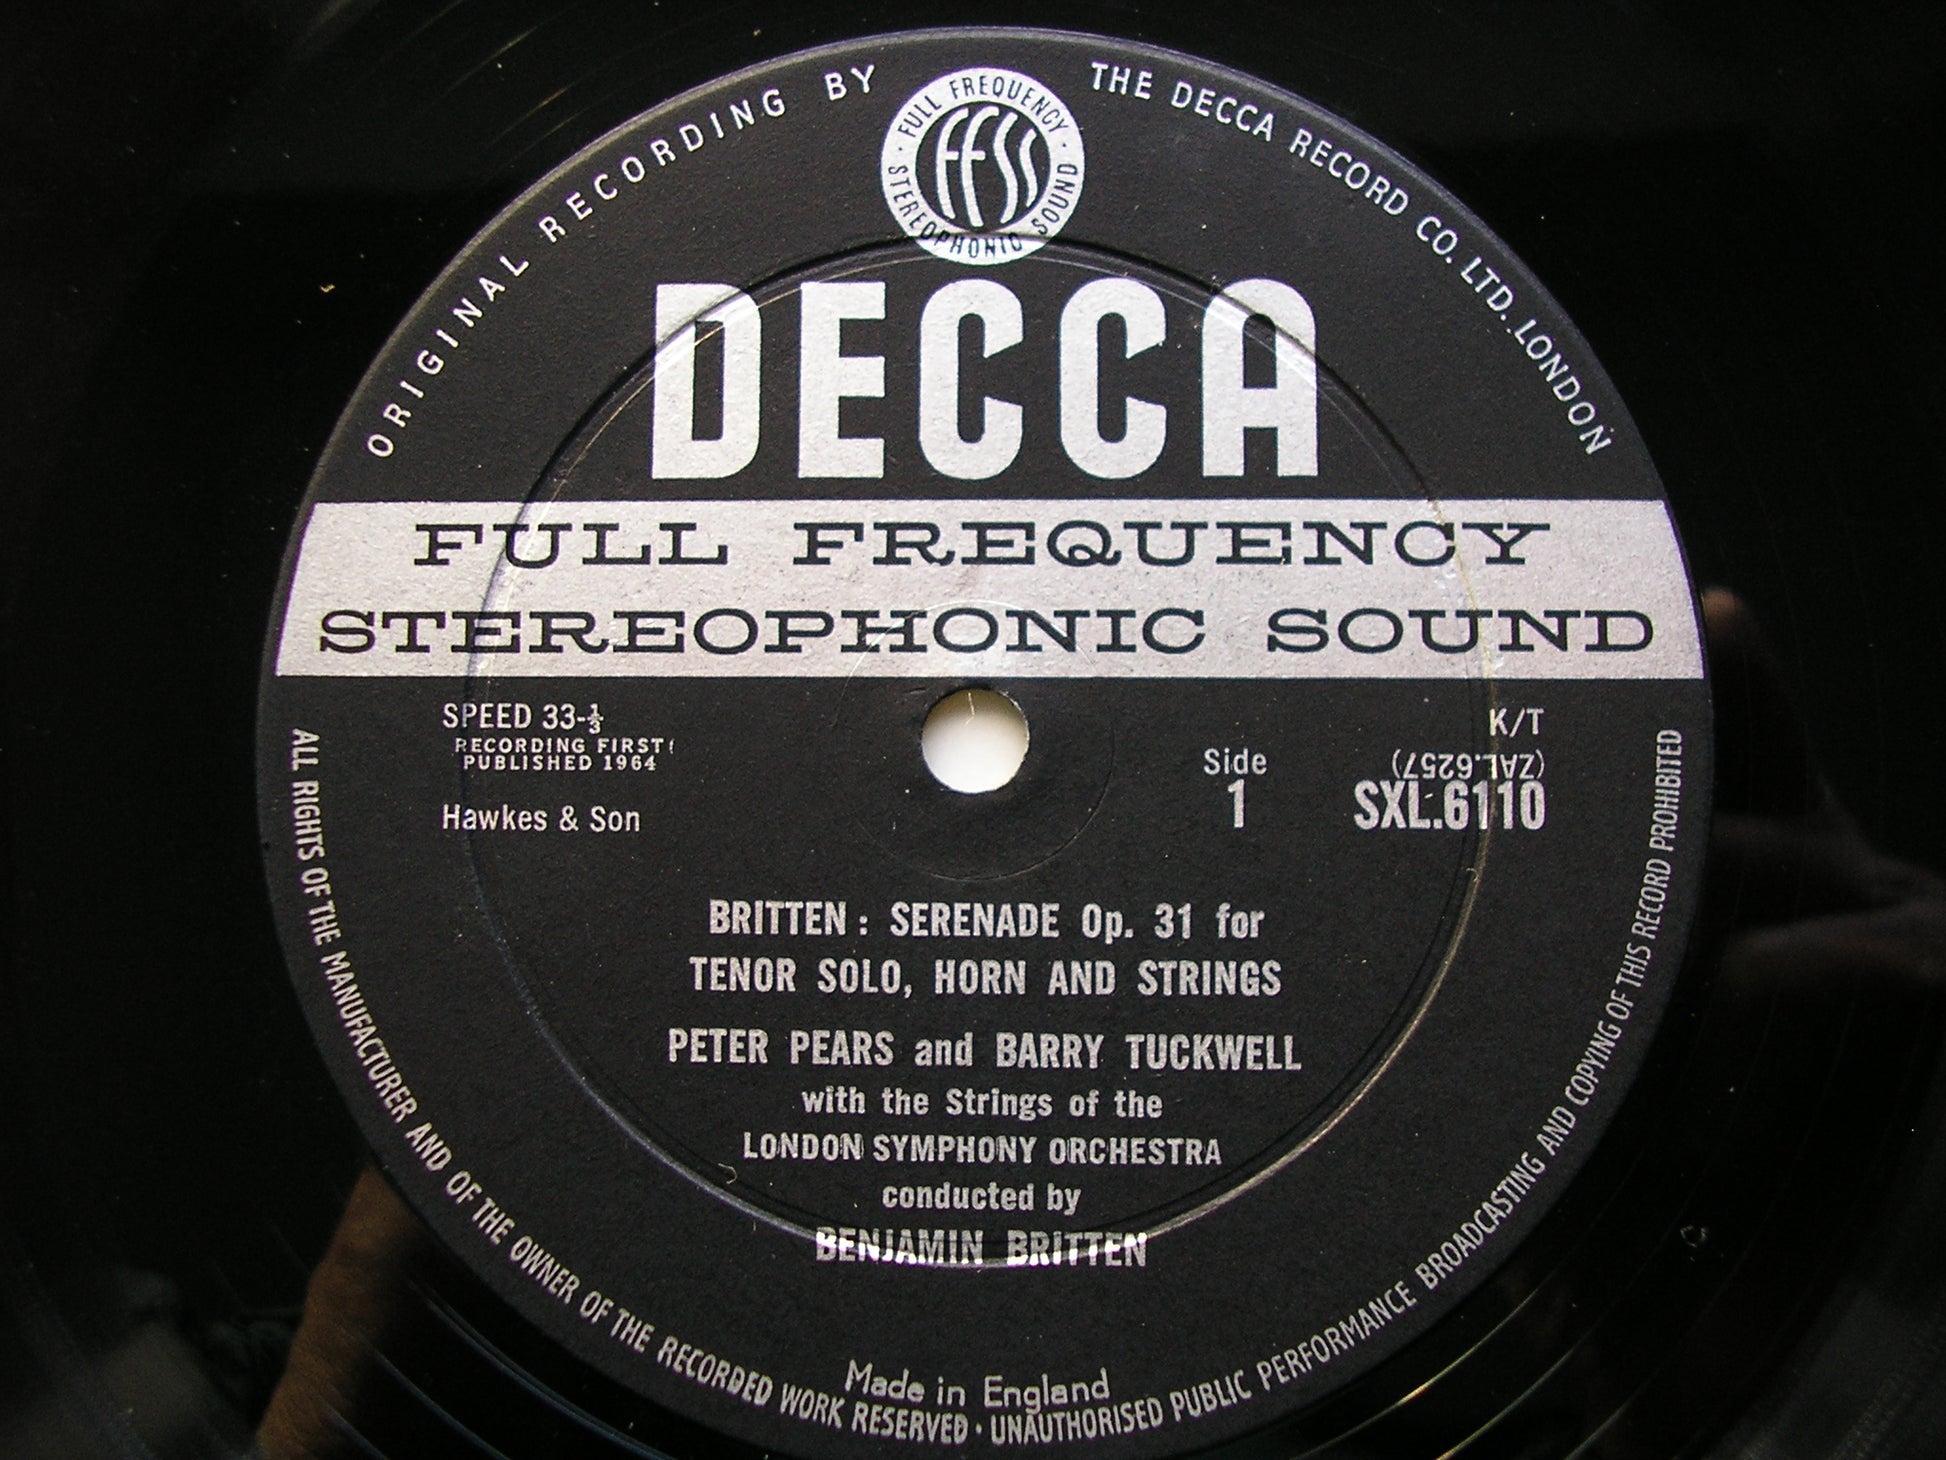 ORIGINAL RECORDING BY THE DECCA RECORD CO. LTD. LONDON
FULL FREQUENCY
STEREOPHONIC SOUND
FFSS
DECCA
FULL FREQUENCY
STEREOPHONIC SOUND
SPEED 33-⅓
RECORDING FIRST
PUBLISHED 1964
Hawkes & Son
Side
1
K/T
(ZAL.6257)
SXL.6110
BRITTEN : SERENADE Op. 31 for
TENOR SOLO, HORN AND STRINGS
PETER PEARS and BARRY TUCKWELL
with the Strings of the
LONDON SYMPHONY ORCHESTRA
conducted by
BENJAMIN BRITTEN
Made in England
ALL RIGHTS OF THE MANUFACTURER AND OF THE OWNER OF THE RECORDED WORK RESERVED · UNAUTHORISED PUBLIC PERFORMANCE BROADCASTING AND COPYING OF THIS RECORD PROHIBITED